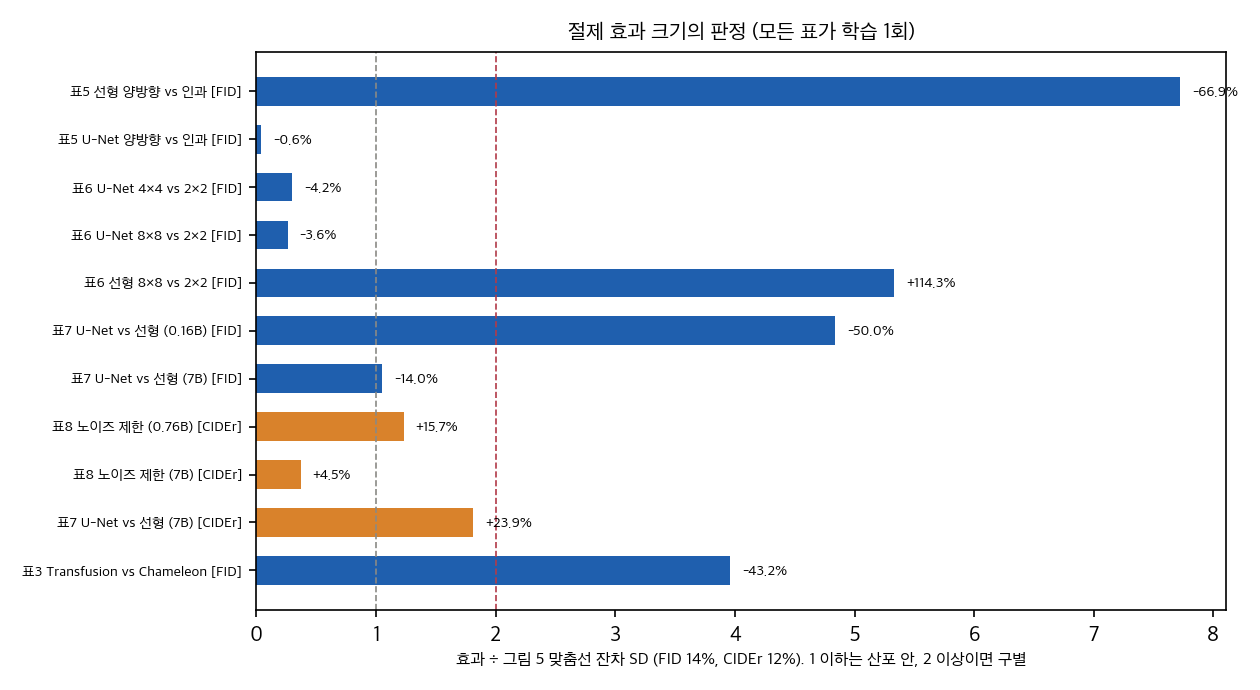 절제 효과 크기의 판정 (모든 표가 학습 1회)
표5 선형 양방향 vs 인과 [FID] -66.9%
표5 U-Net 양방향 vs 인과 [FID] -0.6%
표6 U-Net 4×4 vs 2×2 [FID] -4.2%
표6 U-Net 8×8 vs 2×2 [FID] -3.6%
표6 선형 8×8 vs 2×2 [FID] +114.3%
표7 U-Net vs 선형 (0.16B) [FID] -50.0%
표7 U-Net vs 선형 (7B) [FID] -14.0%
표8 노이즈 제한 (0.76B) [CIDEr] +15.7%
표8 노이즈 제한 (7B) [CIDEr] +4.5%
표7 U-Net vs 선형 (7B) [CIDEr] +23.9%
표3 Transfusion vs Chameleon [FID] -43.2%
0 1 2 3 4 5 6 7 8
효과 ÷ 그림 5 맞춤선 잔차 SD (FID 14%, CIDEr 12%). 1 이하는 산포 안, 2 이상이면 구별